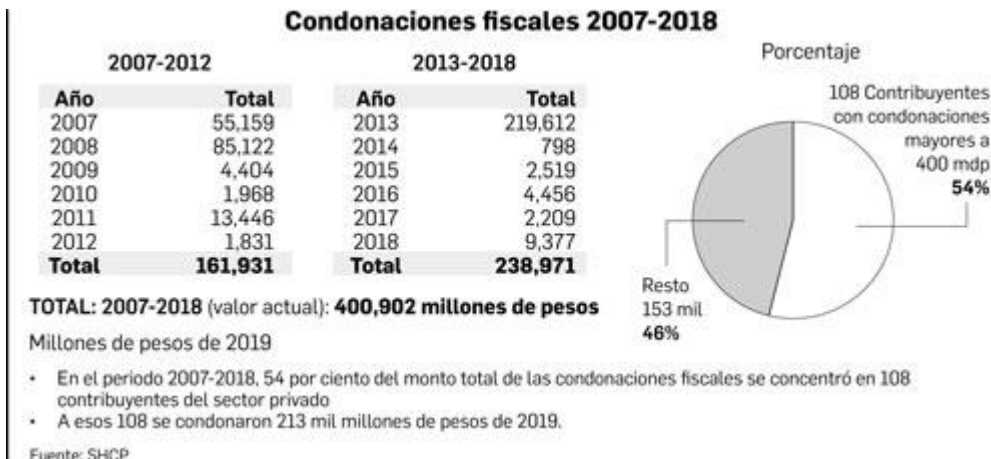 Condonaciones fiscales 2007-2018
2007-2012
Año Total
2007 55,159
2008 85,122
2009 4,404
2010 1,968
2011 13,446
2012 1,831
Total 161,931
2013-2018
Año Total
2013 219,612
2014 798
2015 2,519
2016 4,456
2017 2,209
2018 9,377
Total 238,971
Porcentaje
108 Contribuyentes
con condonaciones
mayores a
400 mdp
54%
Resto
153 mil
46%
TOTAL: 2007-2018 (valor actual): 400,902 millones de pesos
Millones de pesos de 2019
• En el periodo 2007-2018, 54 por ciento del monto total de las condonaciones fiscales se concentró en 108
contribuyentes del sector privado
• A esos 108 se condonaron 213 mil millones de pesos de 2019.
Fuente: SHCP